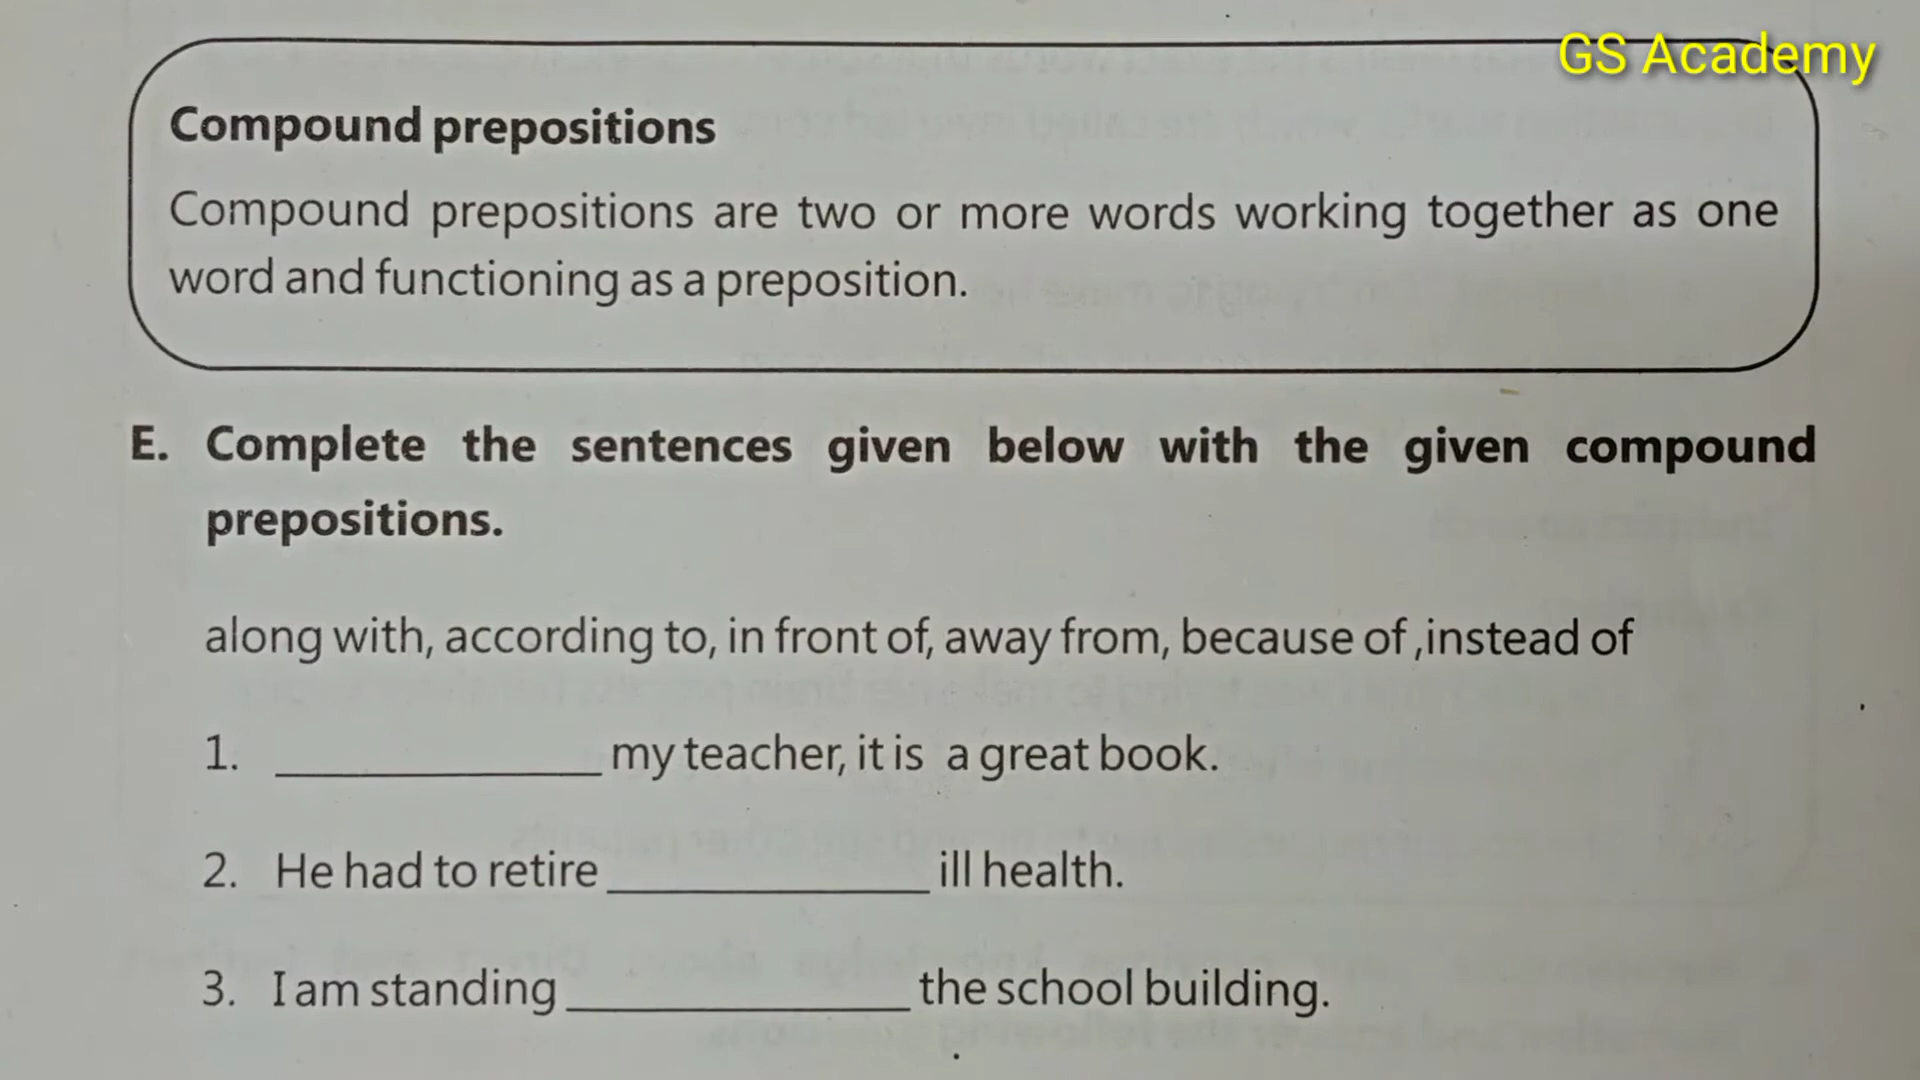 GS Academy
Compound prepositions
Compound prepositions are two or more words working together as one
word and functioning as a preposition.
E. Complete the sentences given below with the given compound
prepositions.
along with, according to, in front of, away from, because of ,instead of
1. ____________ my teacher, it is a great book.
2. He had to retire ____________ ill health.
3. I am standing ____________ the school building.